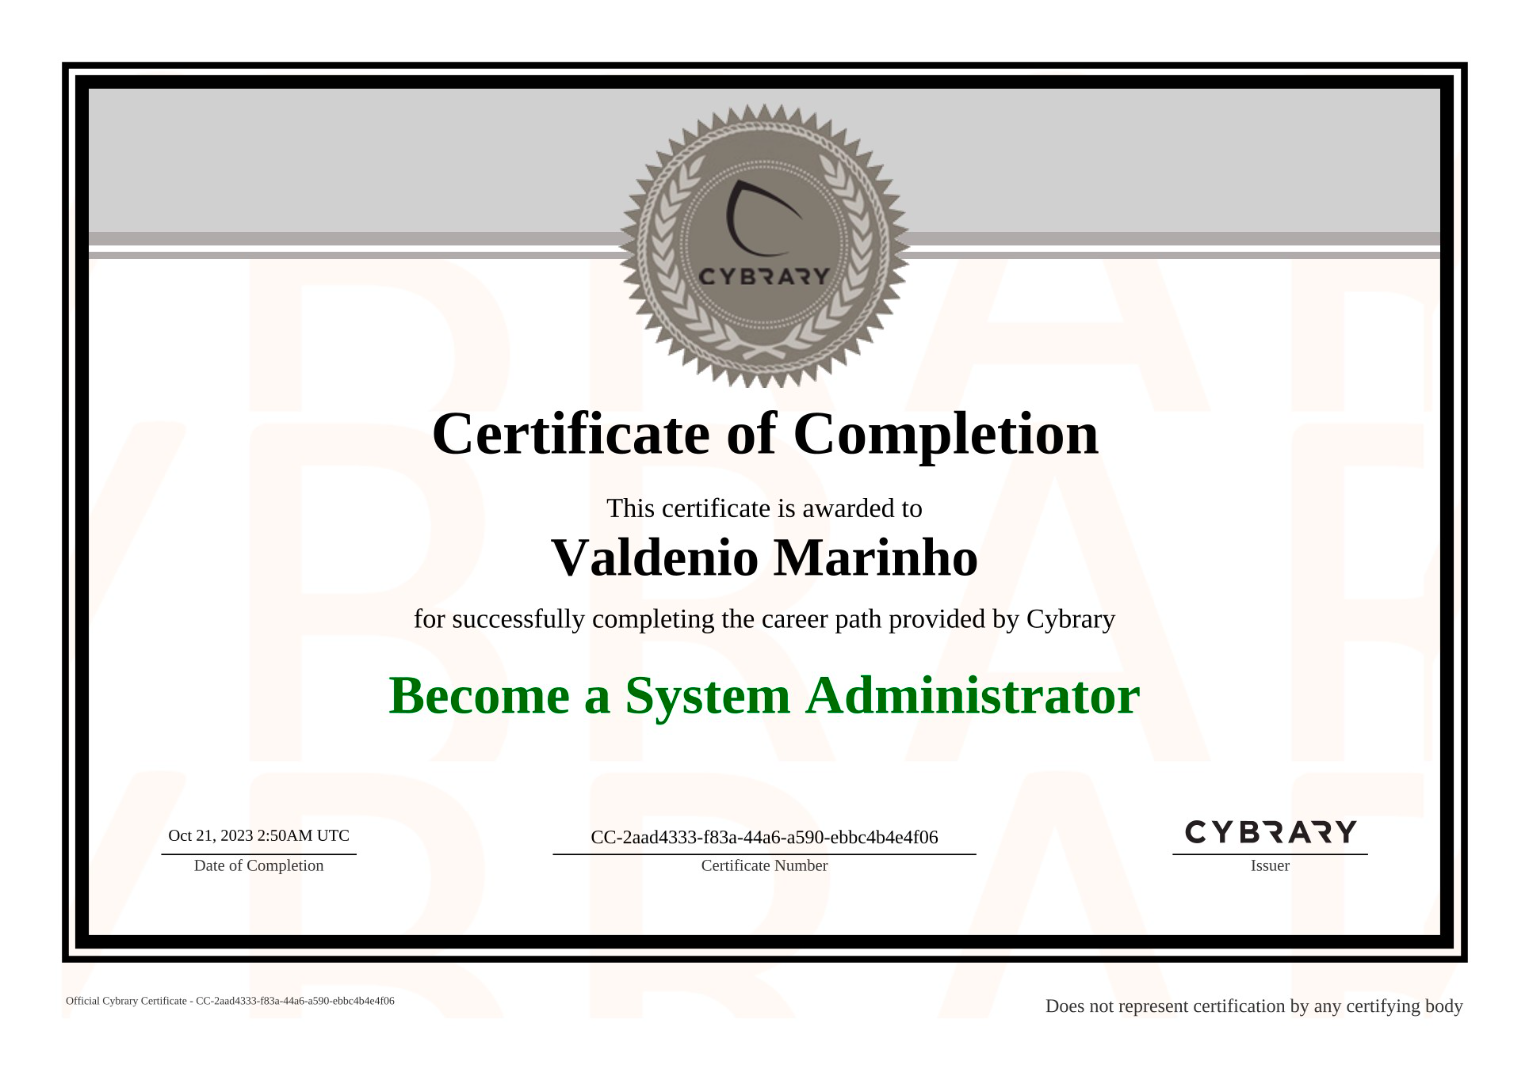 CYBRARY
Certificate of Completion
This certificate is awarded to
Valdenio Marinho
for successfully completing the career path provided by Cybrary
Become a System Administrator
Oct 21, 2023 2:50AM UTC
Date of Completion
CC-2aad4333-f83a-44a6-a590-ebbc4b4e4f06
Certificate Number
CYBRARY
Issuer
Official Cybrary Certificate - CC-2aad4333-f83a-44a6-a590-ebbc4b4e4f06
Does not represent certification by any certifying body